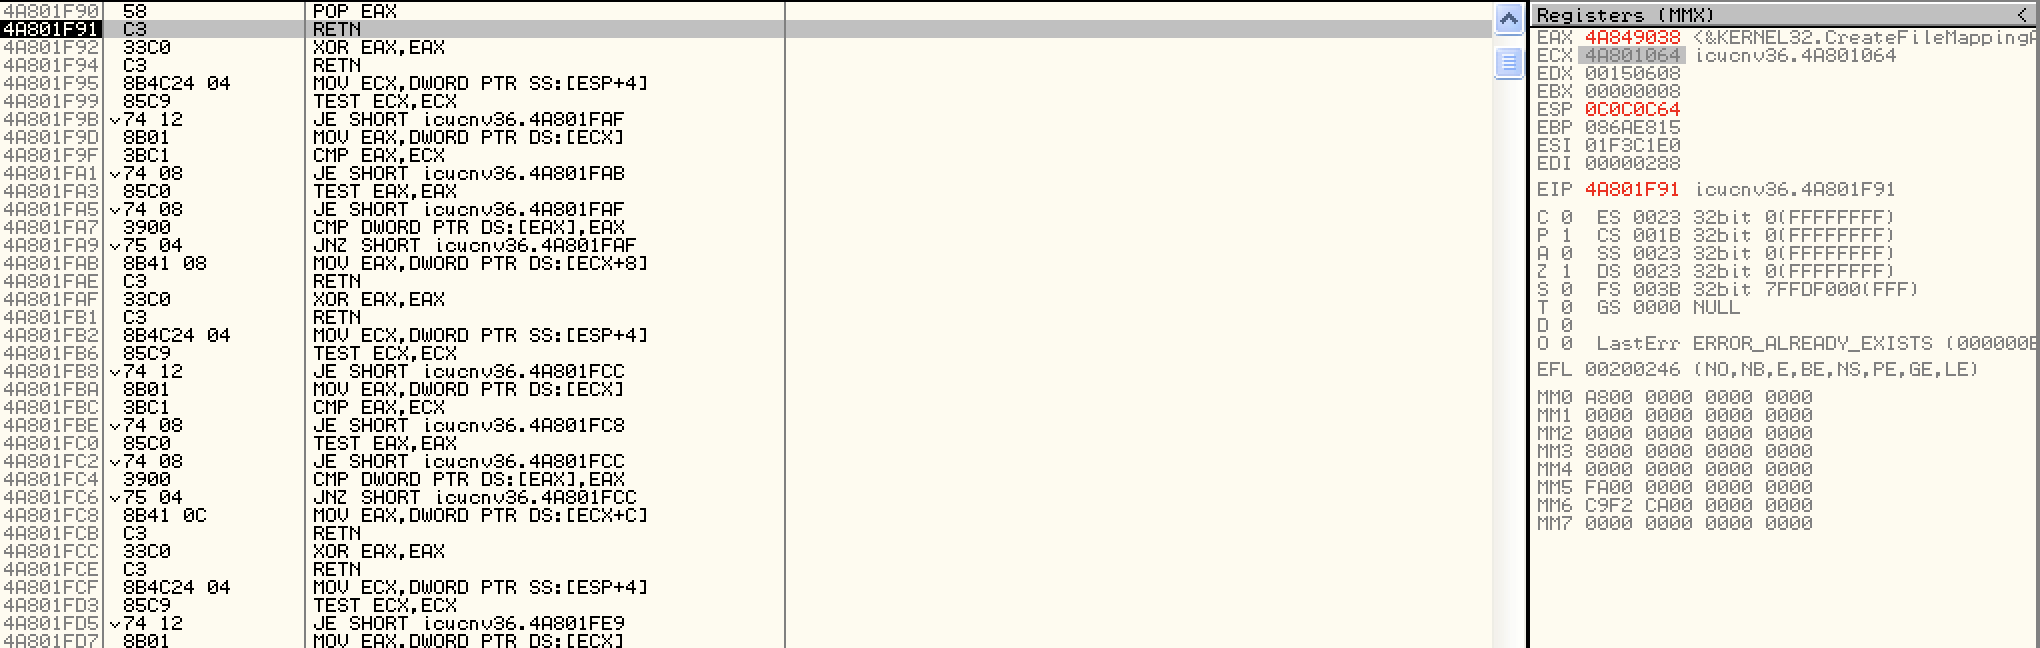 4A801F90 58 POP EAX
4A801F91 C3 RETN
4A801F92 33C0 XOR EAX,EAX
4A801F94 C3 RETN
4A801F95 8B4C24 04 MOV ECX,DWORD PTR SS:[ESP+4]
4A801F99 85C9 TEST ECX,ECX
4A801F9B 74 12 JE SHORT icucnv36.4A801FAF
4A801F9D 8B01 MOV EAX,DWORD PTR DS:[ECX]
4A801F9F 3BC1 CMP EAX,ECX
4A801FA1 74 08 JE SHORT icucnv36.4A801FAB
4A801FA3 85C0 TEST EAX,EAX
4A801FA5 74 08 JE SHORT icucnv36.4A801FAF
4A801FA7 3900 CMP DWORD PTR DS:[EAX],EAX
4A801FA9 75 04 JNZ SHORT icucnv36.4A801FAF
4A801FAB 8B41 08 MOV EAX,DWORD PTR DS:[ECX+8]
4A801FAE C3 RETN
4A801FAF 33C0 XOR EAX,EAX
4A801FB1 C3 RETN
4A801FB2 8B4C24 04 MOV ECX,DWORD PTR SS:[ESP+4]
4A801FB6 85C9 TEST ECX,ECX
4A801FB8 74 12 JE SHORT icucnv36.4A801FCC
4A801FBA 8B01 MOV EAX,DWORD PTR DS:[ECX]
4A801FBC 3BC1 CMP EAX,ECX
4A801FBE 74 08 JE SHORT icucnv36.4A801FC8
4A801FC0 85C0 TEST EAX,EAX
4A801FC2 74 08 JE SHORT icucnv36.4A801FCC
4A801FC4 3900 CMP DWORD PTR DS:[EAX],EAX
4A801FC6 75 04 JNZ SHORT icucnv36.4A801FCC
4A801FC8 8B41 0C MOV EAX,DWORD PTR DS:[ECX+C]
4A801FCB C3 RETN
4A801FCC 33C0 XOR EAX,EAX
4A801FCE C3 RETN
4A801FCF 8B4C24 04 MOV ECX,DWORD PTR SS:[ESP+4]
4A801FD3 85C9 TEST ECX,ECX
4A801FD5 74 12 JE SHORT icucnv36.4A801FE9
4A801FD7 8B01 MOV EAX,DWORD PTR DS:[ECX]
Registers (MMX) <
EAX 4A849038 <&KERNEL32.CreateFileMappingA
ECX 4A801064 icucnv36.4A801064
EDX 00150608
EBX 00000008
ESP 0C0C0C64
EBP 086AE815
ESI 01F3C1E0
EDI 00000288
EIP 4A801F91 icucnv36.4A801F91
C 0 ES 0023 32bit 0(FFFFFFFF)
P 1 CS 001B 32bit 0(FFFFFFFF)
A 0 SS 0023 32bit 0(FFFFFFFF)
Z 1 DS 0023 32bit 0(FFFFFFFF)
S 0 FS 003B 32bit 7FFDF000(FFF)
T 0 GS 0000 NULL
D 0
O 0 LastErr ERROR_ALREADY_EXISTS (000000B
EFL 00200246 (NO,NB,E,BE,NS,PE,GE,LE)
MM0 A800 0000 0000 0000
MM1 0000 0000 0000 0000
MM2 0000 0000 0000 0000
MM3 8000 0000 0000 0000
MM4 0000 0000 0000 0000
MM5 FA00 0000 0000 0000
MM6 C9F2 CA00 0000 0000
MM7 0000 0000 0000 0000